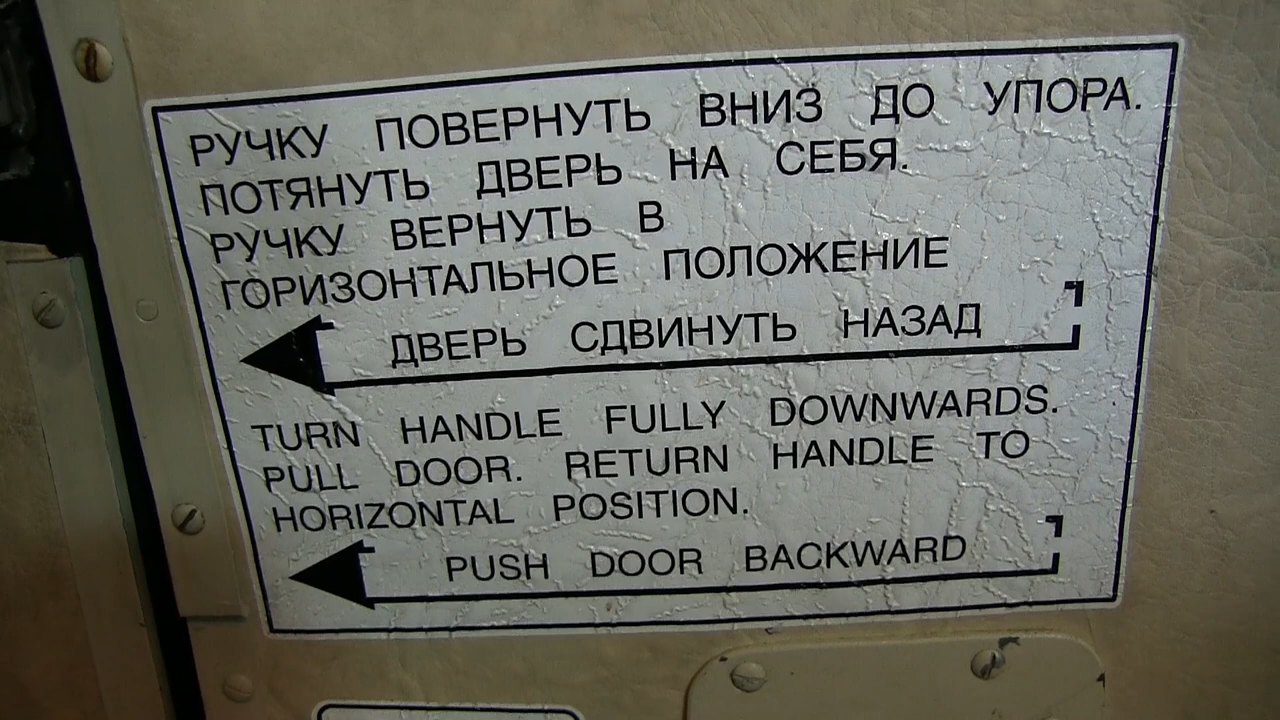 РУЧКУ ПОВЕРНУТЬ ВНИЗ ДО УПОРА.
ПОТЯНУТЬ ДВЕРЬ НА СЕБЯ.
РУЧКУ ВЕРНУТЬ В
ГОРИЗОНТАЛЬНОЕ ПОЛОЖЕНИЕ
ДВЕРЬ СДВИНУТЬ НАЗАД
TURN HANDLE FULLY DOWNWARDS.
PULL DOOR. RETURN HANDLE TO
HORIZONTAL POSITION.
PUSH DOOR BACKWARD